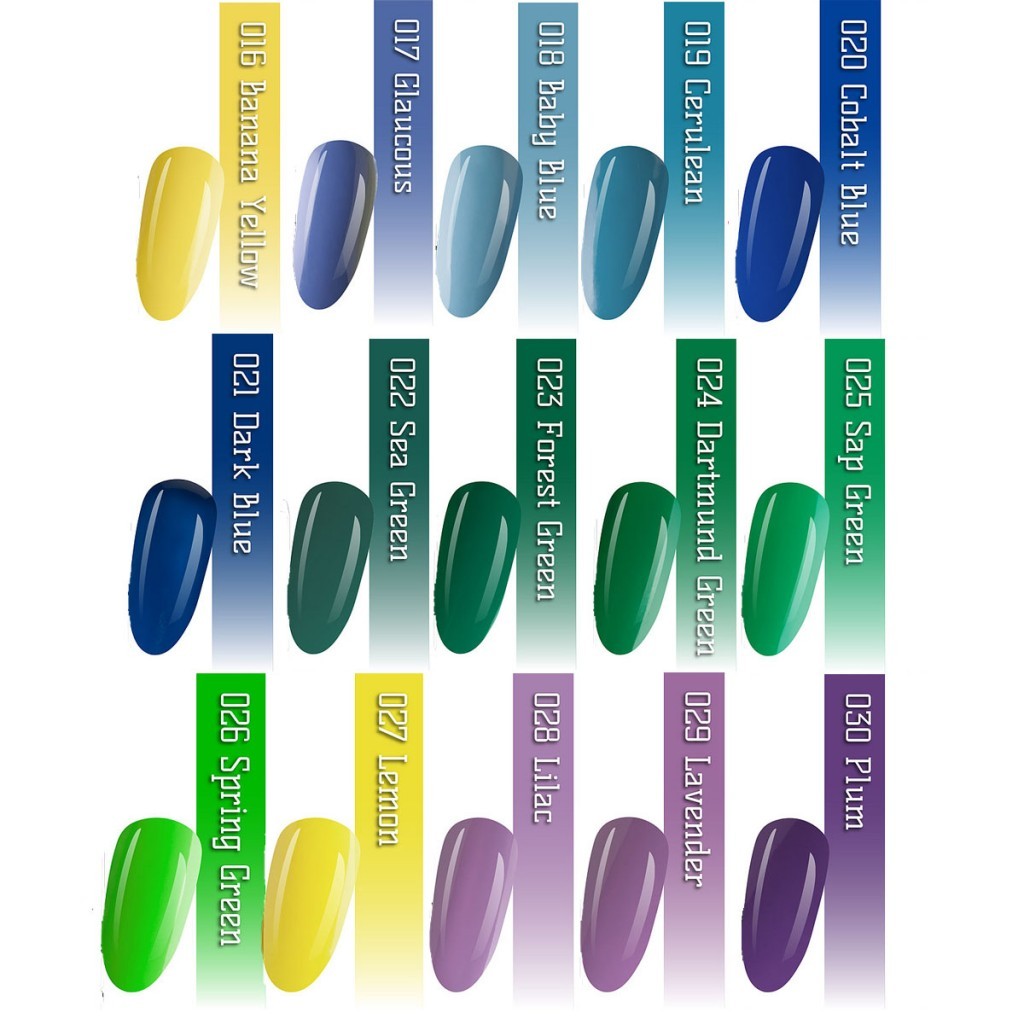 016 Banana Yellow
017 Glaucous
018 Baby Blue
019 Cerulean
020 Cobalt Blue
021 Dark Blue
022 Sea Green
023 Forest Green
024 Dartmund Green
025 Sap Green
026 Spring Green
027 Lemon
028 Lilac
029 Lavender
030 Plum